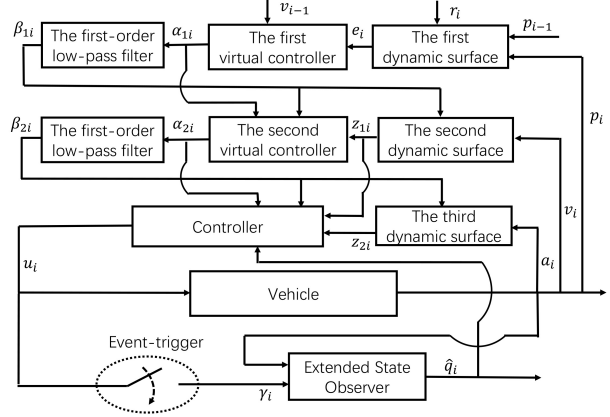 v_{i-1}
r_i
β_{1i}
The first-order
low-pass filter
α_{1i}
The first
virtual controller
e_i
The first
dynamic surface
p_{i-1}
β_{2i}
The first-order
low-pass filter
α_{2i}
The second
virtual controller
z_{1i}
The second
dynamic surface
p_i
Controller
z_{2i}
The third
dynamic surface
v_i
u_i
a_i
Vehicle
Event-trigger
γ_i
Extended State
Observer
q̂_i